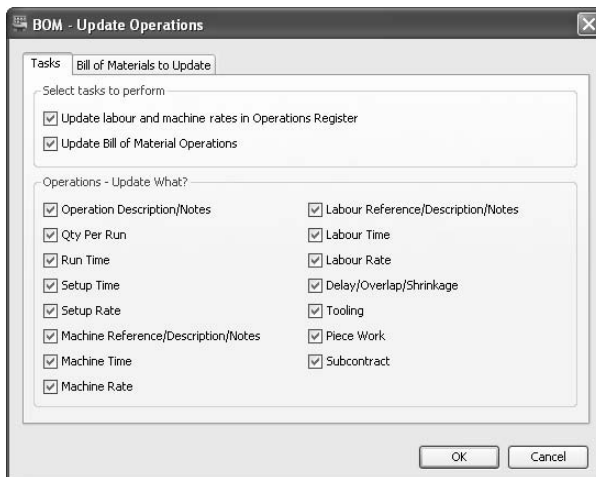 BOM - Update Operations
Tasks
Bill of Materials to Update
Select tasks to perform
Update labour and machine rates in Operations Register
Update Bill of Material Operations
Operations - Update What?
Operation Description/Notes
Qty Per Run
Run Time
Setup Time
Setup Rate
Machine Reference/Description/Notes
Machine Time
Machine Rate
Labour Reference/Description/Notes
Labour Time
Labour Rate
Delay/Overlap/Shrinkage
Tooling
Piece Work
Subcontract
OK
Cancel